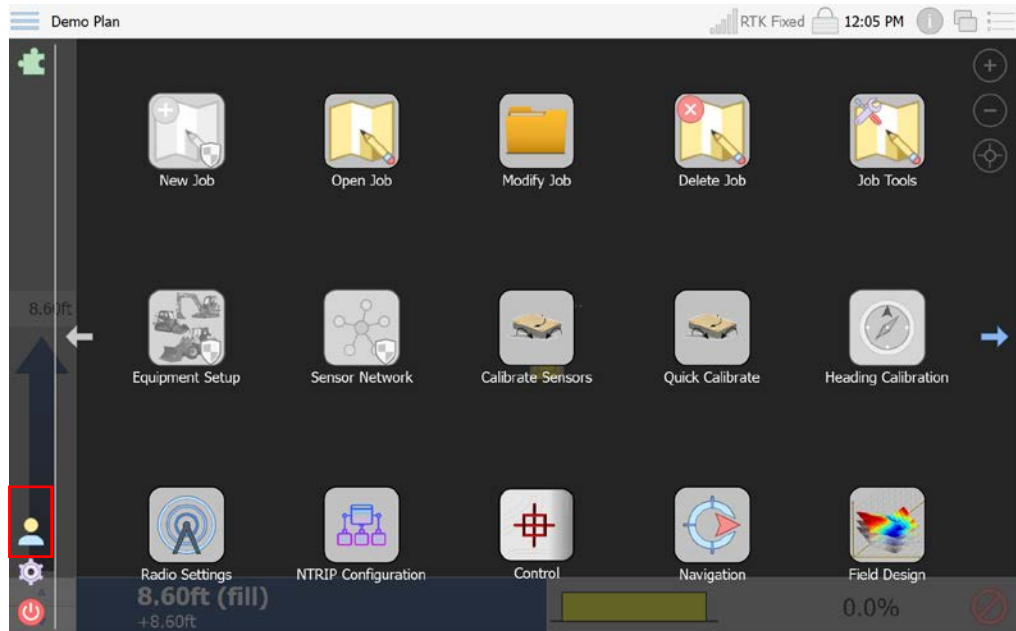 Demo Plan
RTK Fixed
12:05 PM
New Job
Open Job
Modify Job
Delete Job
Job Tools
8.60ft
Equipment Setup
Sensor Network
Calibrate Sensors
Quick Calibrate
Heading Calibration
Radio Settings
NTRIP Configuration
Control
Navigation
Field Design
8.60ft (fill)
+8.60ft
0.0%